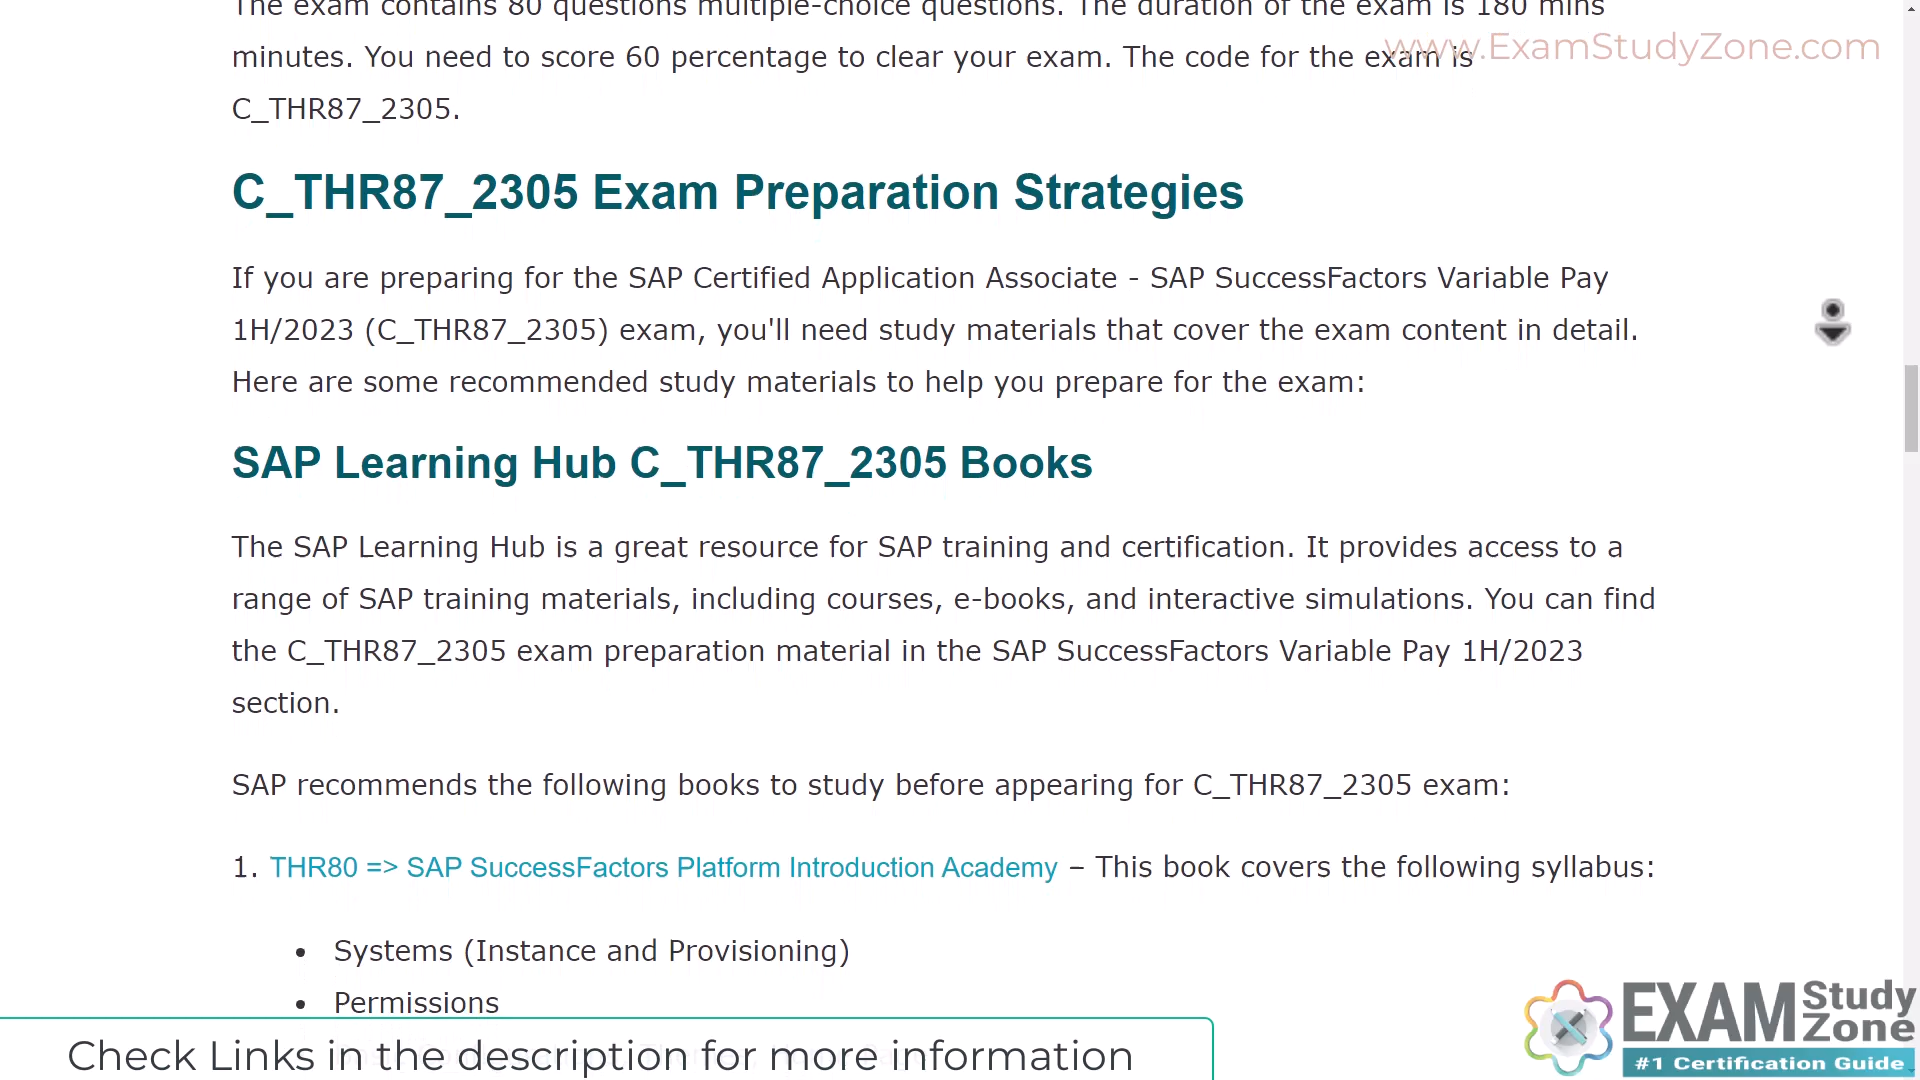 The exam contains 80 questions multiple-choice questions. The duration of the exam is 180 mins
www.ExamStudyZone.com
minutes. You need to score 60 percentage to clear your exam. The code for the exam is
C_THR87_2305.
C_THR87_2305 Exam Preparation Strategies
If you are preparing for the SAP Certified Application Associate - SAP SuccessFactors Variable Pay
1H/2023 (C_THR87_2305) exam, you'll need study materials that cover the exam content in detail.
Here are some recommended study materials to help you prepare for the exam:
SAP Learning Hub C_THR87_2305 Books
The SAP Learning Hub is a great resource for SAP training and certification. It provides access to a
range of SAP training materials, including courses, e-books, and interactive simulations. You can find
the C_THR87_2305 exam preparation material in the SAP SuccessFactors Variable Pay 1H/2023
section.
SAP recommends the following books to study before appearing for C_THR87_2305 exam:
1. THR80 => SAP SuccessFactors Platform Introduction Academy – This book covers the following syllabus:
• Systems (Instance and Provisioning)
• Permissions
Check Links in the description for more information
EXAM Study Zone
#1 Certification Guide